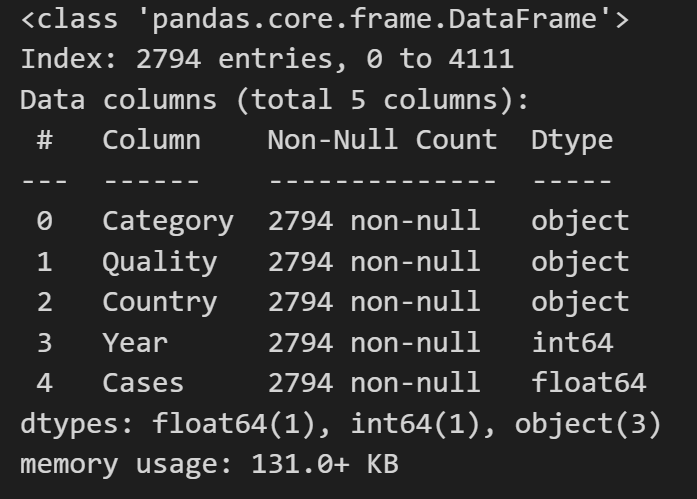 <class 'pandas.core.frame.DataFrame'>
Index: 2794 entries, 0 to 4111
Data columns (total 5 columns):
 #   Column    Non-Null Count  Dtype
---  ------    --------------  -----
 0   Category  2794 non-null   object
 1   Quality   2794 non-null   object
 2   Country   2794 non-null   object
 3   Year      2794 non-null   int64
 4   Cases     2794 non-null   float64
dtypes: float64(1), int64(1), object(3)
memory usage: 131.0+ KB